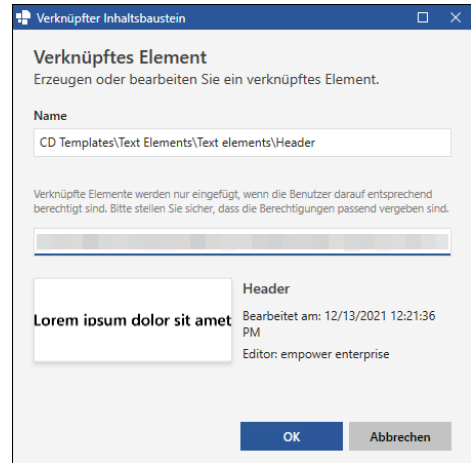 Verknüpfter Inhaltsbaustein
Verknüpftes Element
Erzeugen oder bearbeiten Sie ein verknüpftes Element.
Name
CD Templates\Text Elements\Text elements\Header
Verknüpfte Elemente werden nur eingefügt, wenn die Benutzer darauf entsprechend
berechtigt sind. Bitte stellen Sie sicher, dass die Berechtigungen passend vergeben sind.
Lorem ipsum dolor sit amet
Header
Bearbeitet am: 12/13/2021 12:21:36
PM
Editor: empower enterprise
OK
Abbrechen